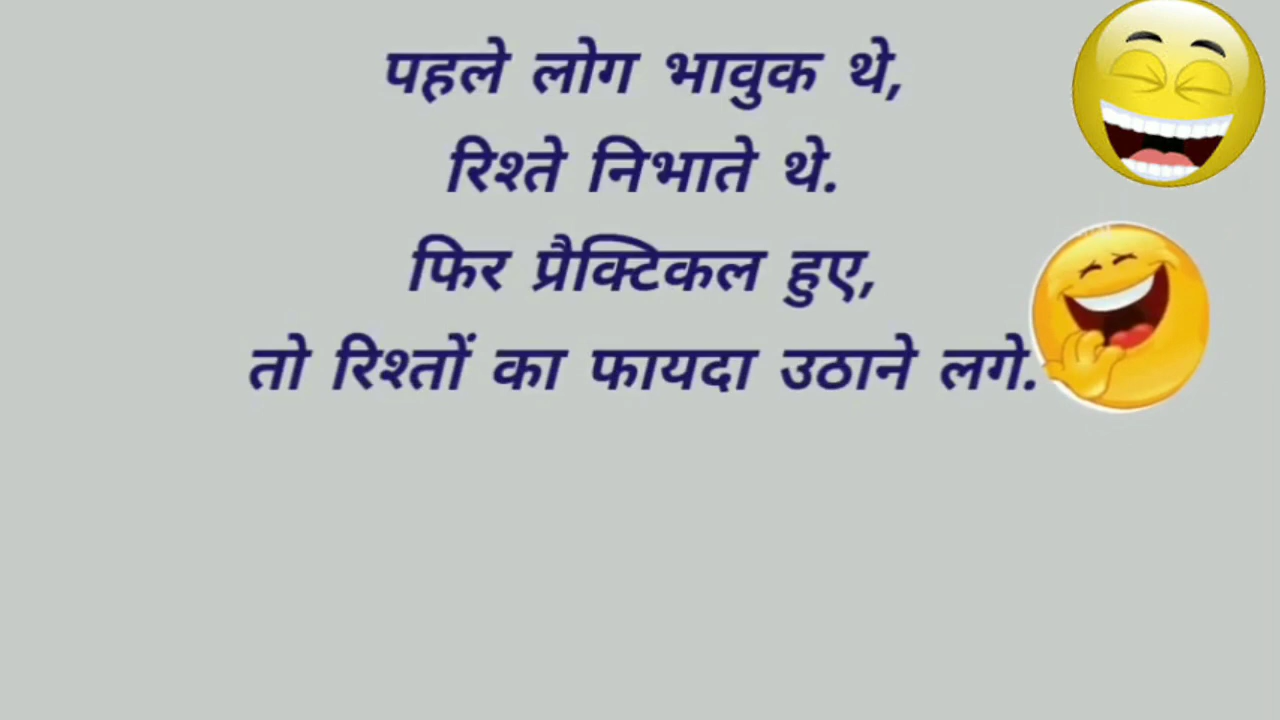 पहले लोग भावुक थे,
रिश्ते निभाते थे.
फिर प्रैक्टिकल हुए,
तो रिश्तों का फायदा उठाने लगे.